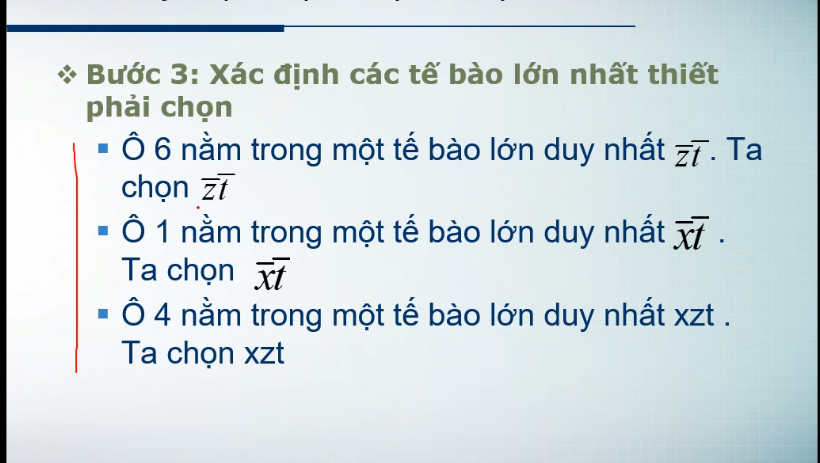 ❖ Bước 3: Xác định các tế bào lớn nhất thiết
phải chọn
▪ Ô 6 nằm trong một tế bào lớn duy nhất z̅t̅ . Ta
chọn z̅t̅
▪ Ô 1 nằm trong một tế bào lớn duy nhất x̅t̅ .
Ta chọn x̅t̅
▪ Ô 4 nằm trong một tế bào lớn duy nhất xzt .
Ta chọn xzt